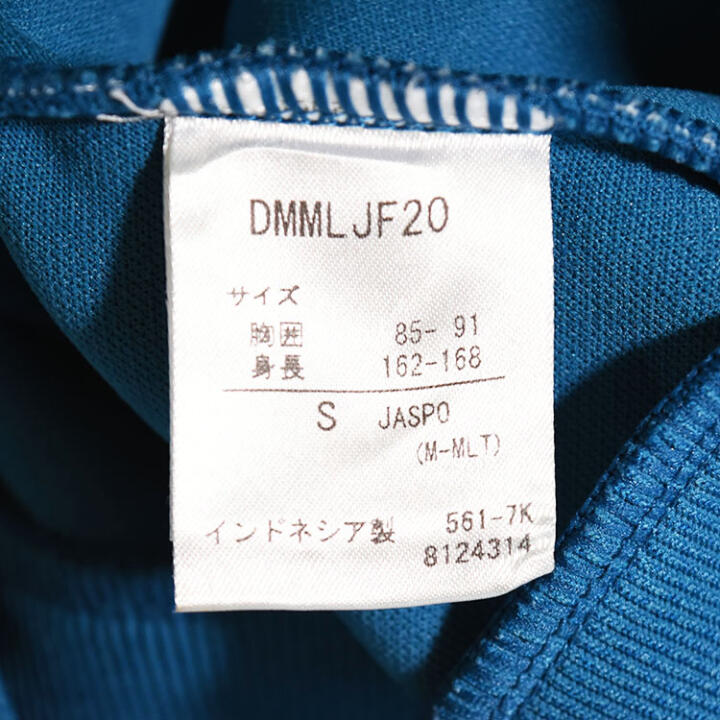 DMMLJF20
サイズ
胸囲 85-91
身長 162-168
S JASPO
(M-MLT)
インドネシア製 561-7K
8124314